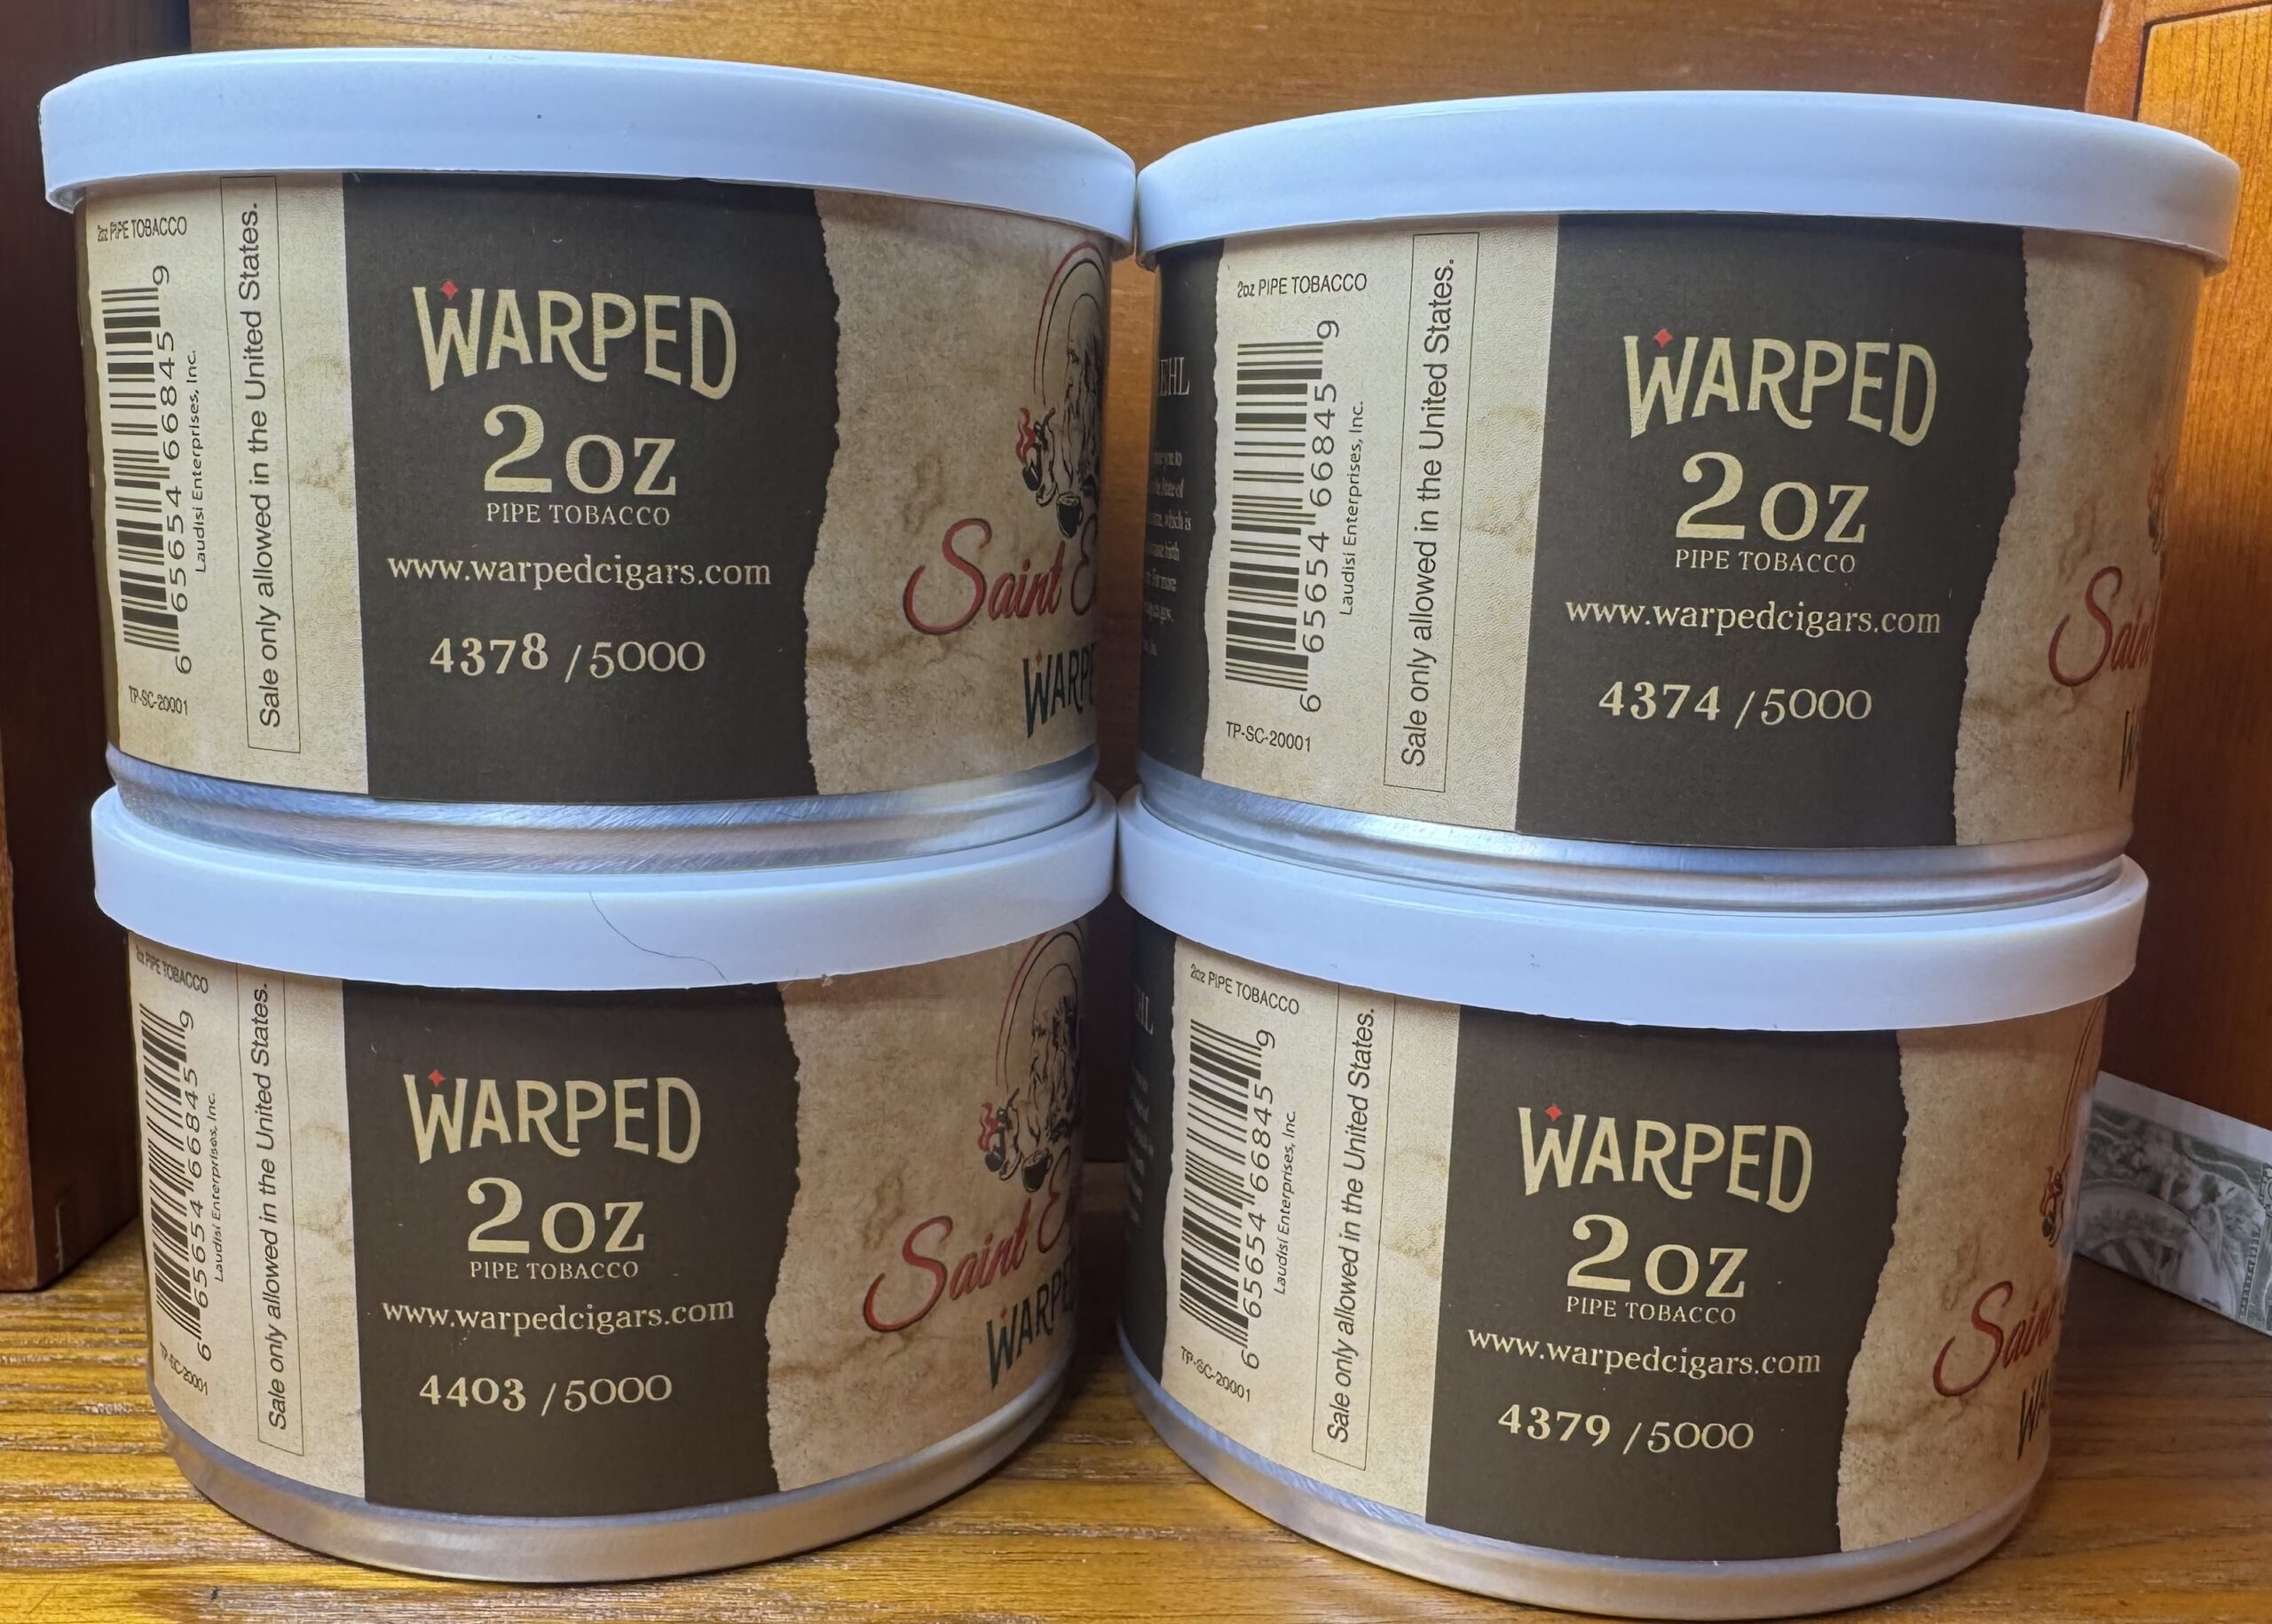 2oz PIPE TOBACCO
6 65654 66845 9
Laudisi Enterprises, Inc.
TP-SC-20001
Sale only allowed in the United States.
WARPED
2oz
PIPE TOBACCO
www.warpedcigars.com
4378 /5000
Saint
WARPE
2oz PIPE TOBACCO
6 65654 66845 9
Laudisi Enterprises, Inc.
TP-SC-20001
Sale only allowed in the United States.
WARPED
2oz
PIPE TOBACCO
www.warpedcigars.com
4374 /5000
Saint
2oz PIPE TOBACCO
6 65654 66845 9
Laudisi Enterprises, Inc.
TP-SC-20001
Sale only allowed in the United States.
WARPED
2oz
PIPE TOBACCO
www.warpedcigars.com
4403 /5000
Saint
WARPE
2oz PIPE TOBACCO
6 65654 66845 9
Laudisi Enterprises, Inc.
TP-SC-20001
Sale only allowed in the United States.
WARPED
2oz
PIPE TOBACCO
www.warpedcigars.com
4379 /5000
Saint